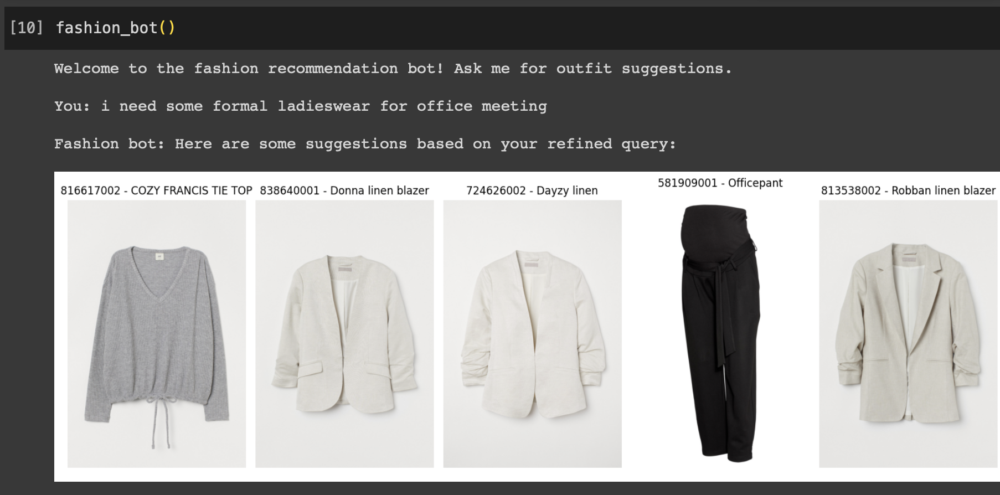 [10] fashion_bot()
Welcome to the fashion recommendation bot! Ask me for outfit suggestions.
You: i need some formal ladieswear for office meeting
Fashion bot: Here are some suggestions based on your refined query:
816617002 - COZY FRANCIS TIE TOP
838640001 - Donna linen blazer
724626002 - Dayzy linen
581909001 - Officepant
813538002 - Robban linen blazer